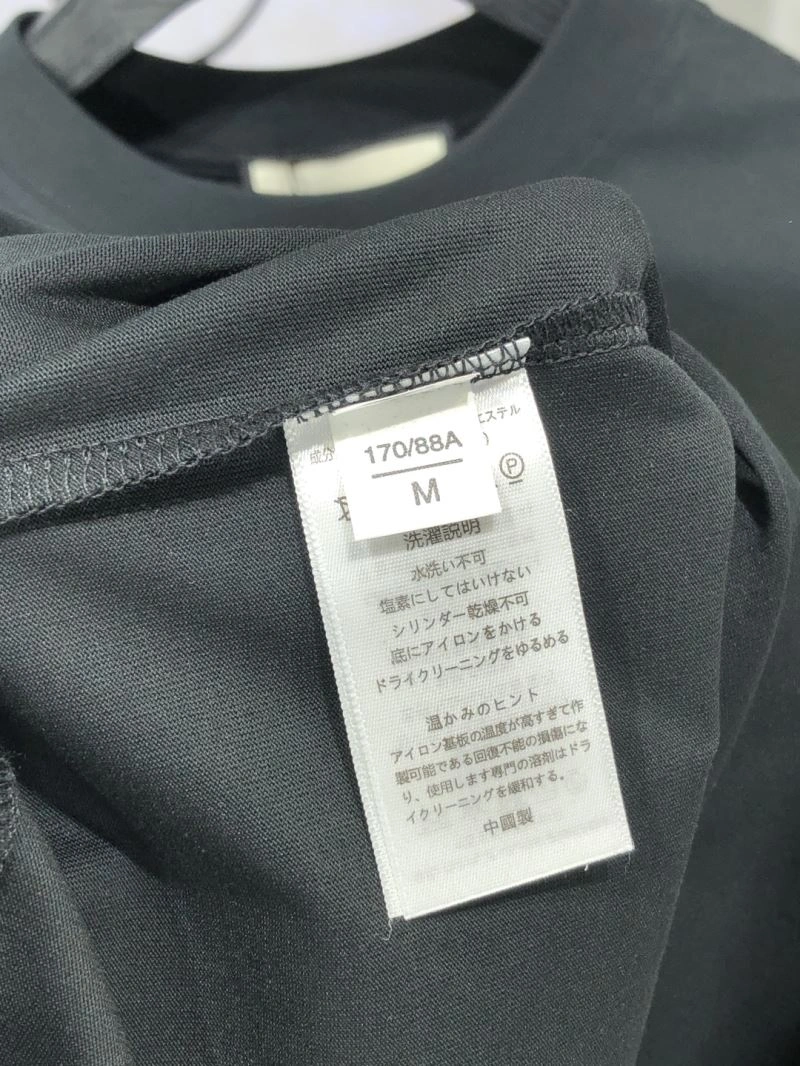 170/88A
M
成分
エステル
P
洗濯説明
水洗い不可
塩素にしてはいけない
シリンダー乾燥不可
底にアイロンをかける
ドライクリーニングをゆるめる
温かみのヒント
アイロン基板の温度が高すぎて作
製可能である回復不能の損傷にな
り、使用します専門の溶剤はドラ
イクリーニングを緩和する。
中國製